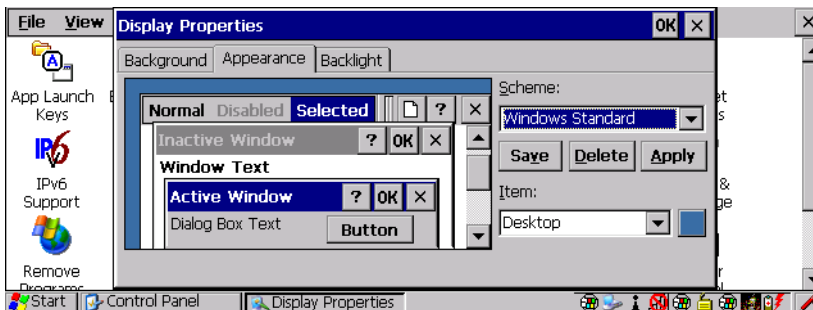 File View
Display Properties OK
Background Appearance Backlight
App Launch
Keys
IPv6
IPv6
Support
Remove
Programs
Normal Disabled Selected ?
Inactive Window ? OK
Window Text
Active Window ? OK
Dialog Box Text
Button
Scheme:
Windows Standard
Save Delete Apply
Item:
Desktop
&
Start Control Panel Display Properties